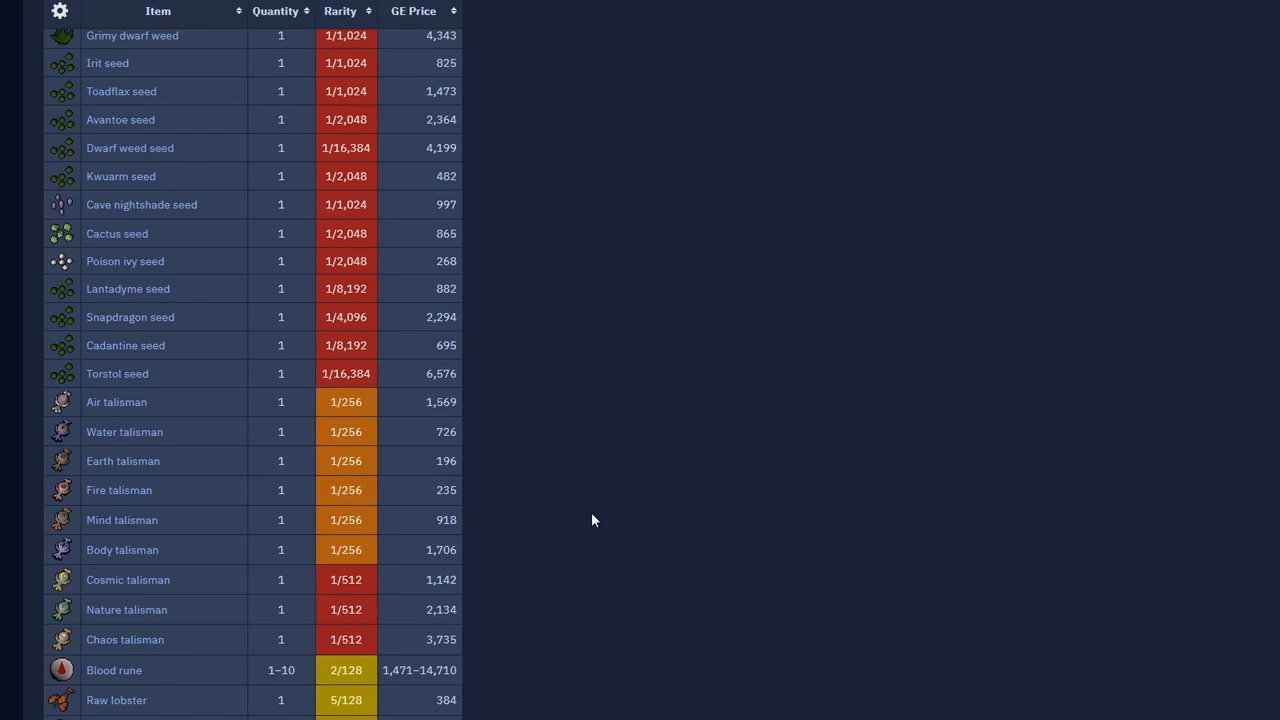 Item Quantity Rarity GE Price
Grimy dwarf weed 1 1/1,024 4,343
Irit seed 1 1/1,024 825
Toadflax seed 1 1/1,024 1,473
Avantoe seed 1 1/2,048 2,364
Dwarf weed seed 1 1/16,384 4,199
Kwuarm seed 1 1/2,048 482
Cave nightshade seed 1 1/1,024 997
Cactus seed 1 1/2,048 865
Poison ivy seed 1 1/2,048 268
Lantadyme seed 1 1/8,192 882
Snapdragon seed 1 1/4,096 2,294
Cadantine seed 1 1/8,192 695
Torstol seed 1 1/16,384 6,576
Air talisman 1 1/256 1,569
Water talisman 1 1/256 726
Earth talisman 1 1/256 196
Fire talisman 1 1/256 235
Mind talisman 1 1/256 918
Body talisman 1 1/256 1,706
Cosmic talisman 1 1/512 1,142
Nature talisman 1 1/512 2,134
Chaos talisman 1 1/512 3,735
Blood rune 1–10 2/128 1,471–14,710
Raw lobster 1 5/128 384